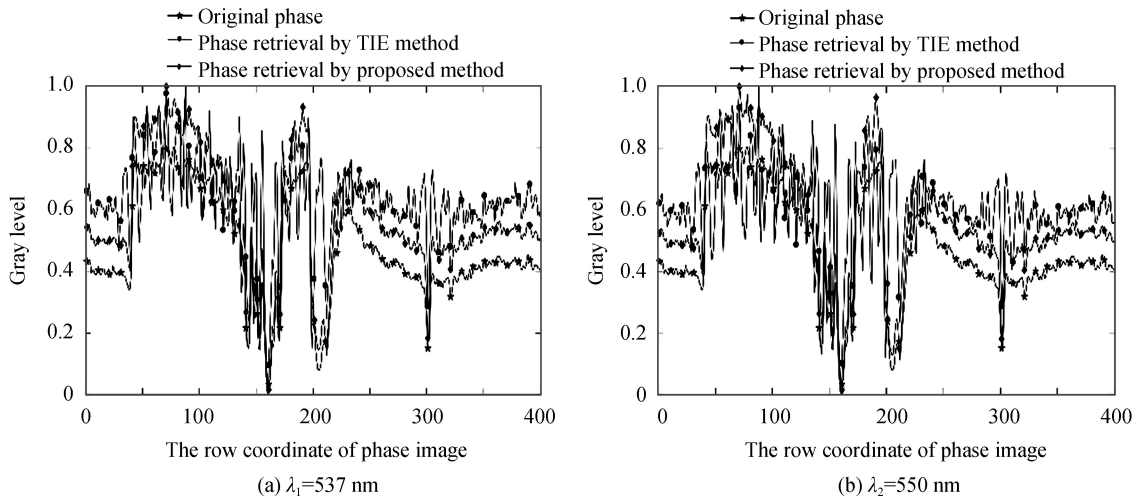 Original phase
Phase retrieval by TIE method
Phase retrieval by proposed method
1.0
0.8
0.6
0.4
0.2
0
Gray level
0 100 200 300 400
The row coordinate of phase image
(a) λ₁=537 nm
Original phase
Phase retrieval by TIE method
Phase retrieval by proposed method
1.0
0.8
0.6
0.4
0.2
0
Gray level
0 100 200 300 400
The row coordinate of phase image
(b) λ₂=550 nm